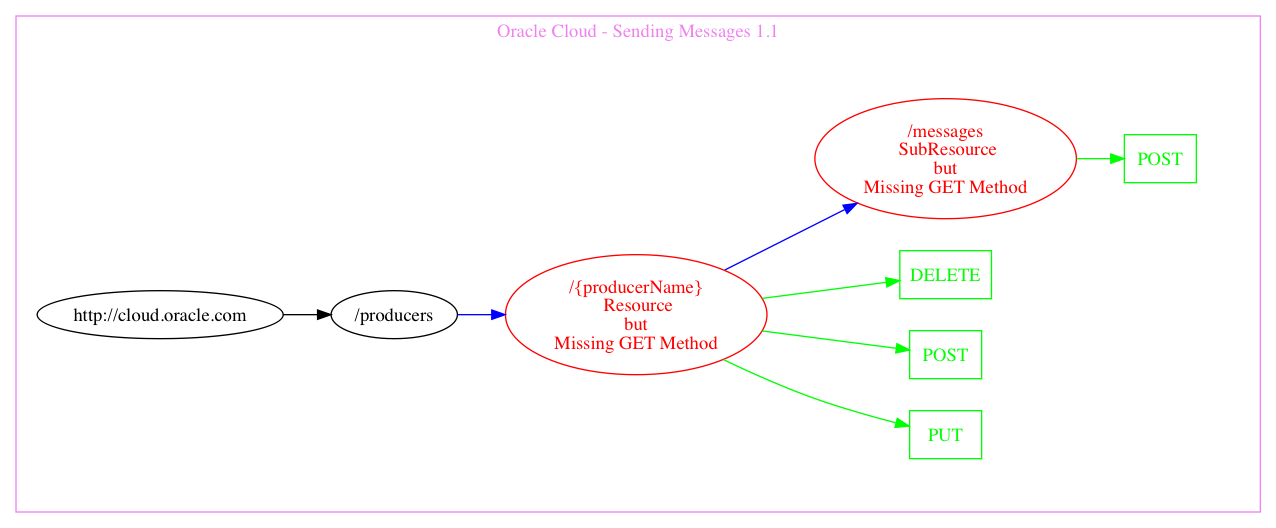 Oracle Cloud - Sending Messages 1.1
http://cloud.oracle.com
/producers
/{producerName}
Resource
but
Missing GET Method
/messages
SubResource
but
Missing GET Method
POST
DELETE
POST
PUT